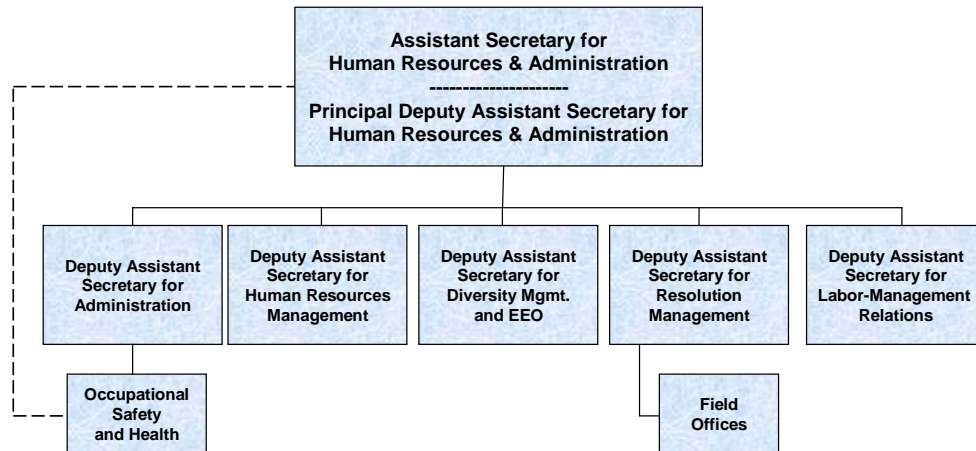 Assistant Secretary for
Human Resources & Administration
---------------------
Principal Deputy Assistant Secretary for
Human Resources & Administration
Deputy Assistant
Secretary for
Administration
Deputy Assistant
Secretary for
Human Resources
Management
Deputy Assistant
Secretary for
Diversity Mgmt.
and EEO
Deputy Assistant
Secretary for
Resolution
Management
Deputy Assistant
Secretary for
Labor-Management
Relations
Occupational
Safety
and Health
Field
Offices